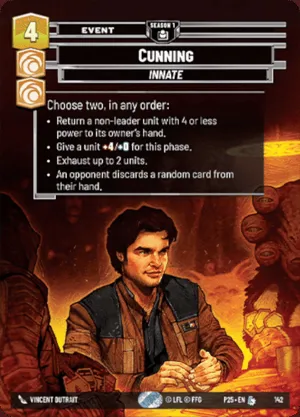 4
EVENT
SEASON 1
CUNNING
INNATE
Choose two, in any order:
• Return a non-leader unit with 4 or less
power to its owner's hand.
• Give a unit +4/+0 for this phase.
• Exhaust up to 2 units.
• An opponent discards a random card from
their hand.
VINCENT DUTRAIT
© LFL © FFG
P25 • EN
142